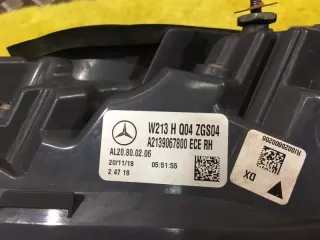 W213 H Q04 ZGS04
A2139067800 ECE RH
AL20.80.02.06
20/11/18 05:51:55
2 47 18
DX